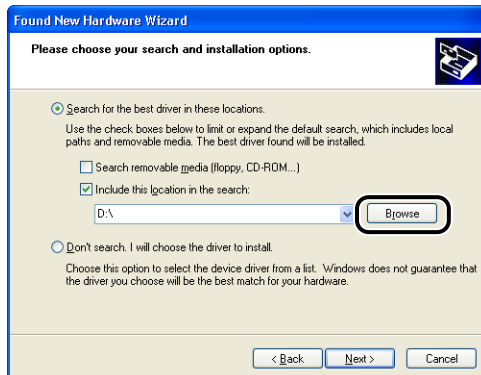 Found New Hardware Wizard
Please choose your search and installation options.
Search for the best driver in these locations.
Use the check boxes below to limit or expand the default search, which includes local
paths and removable media. The best driver found will be installed.
Search removable media (floppy, CD-ROM...)
Include this location in the search:
D:\
Browse
Don't search. I will choose the driver to install.
Choose this option to select the device driver from a list. Windows does not guarantee that
the driver you choose will be the best match for your hardware.
< Back
Next >
Cancel